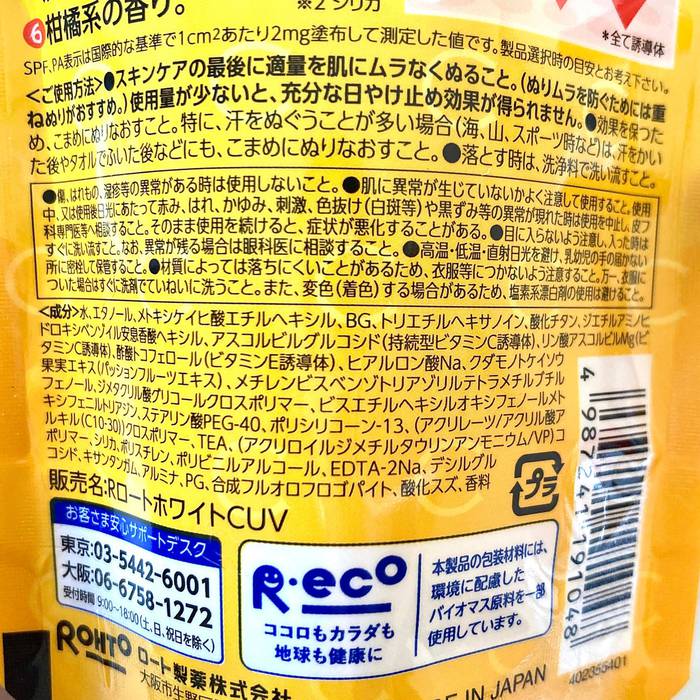 ※2 シリカ
6 柑橘系の香り。
*全て誘導体
SPF、PA表示は国際的な基準で1cm2あたり2mg塗布して測定した値です。製品選択時の目安とお考え下さい。
<ご使用方法>●スキンケアの最後に適量を肌にムラなくぬること。(ぬりムラを防ぐためには重
ねぬりがおすすめ。)使用量が少ないと、充分な日やけ止め効果が得られません。●効果を保つた
め、こまめにぬりなおすこと。特に、汗をぬぐうことが多い場合(海、山、スポーツ時など)は、汗をかい
た後やタオルでふいた後などにも、こまめにぬりなおすこと。●落とす時は、洗浄料で洗い流すこと。
●傷、はれもの、湿疹等の異常がある時は使用しないこと。●肌に異常が生じていないかよく注意して使用すること。使用
中、又は使用後日光にあたって赤み、はれ、かゆみ、刺激、色抜け(白斑等)や黒ずみ等の異常が現れた時は使用を中止し、皮フ
科専門医等へ相談すること。そのまま使用を続けると、症状が悪化することがある。●目に入らないよう注意し、入った時は
すぐに洗い流すこと。なお、異常が残る場合は眼科医に相談すること。●高温・低温・直射日光を避け、乳幼児の手の届かない
所に密栓して保管すること。●材質によっては落ちにくいことがあるため、衣服等につかないよう注意すること。万一、衣服に
ついた場合はすぐに洗剤でていねいに洗うこと。また、変色(着色)する場合があるため、塩素系漂白剤の使用は避けること。
<成分>水、エタノール、メトキシケイヒ酸エチルヘキシル、BG、トリエチルヘキサノイン、酸化チタン、ジエチルアミノヒ
ドロキシベンゾイル安息香酸ヘキシル、アスコルビルグルコシド(持続型ビタミンC誘導体)、リン酸アスコルビルMg(ビ
タミンC誘導体)、酢酸トコフェロール(ビタミンE誘導体)、ヒアルロン酸Na、クダモノトケイソウ
果実エキス(パッションフルーツエキス)、メチレンビスベンゾトリアゾリルテトラメチルブチル
フェノール、ジメタクリル酸グリコールクロスポリマー、ビスエチルヘキシルオキシフェノールメト
キシフェニルトリアジン、ステアリン酸PEG-40、ポリシリコーン-13、(アクリレーツ/アクリル酸ア
ルキル(C10-30))クロスポリマー、TEA、(アクリロイルジメチルタウリンアンモニウム/VP)コ
ポリマー、シリカ、ポリスチレン、ポリビニルアルコール、EDTA-2Na、デシルグル
コシド、キサンタンガム、アルミナ、PG、合成フルオロフロゴパイト、酸化スズ、香料
販売名:RロートホワイトCUV
プラ
4 987241 191048
お客さま安心サポートデスク
東京:03-5442-6001
大阪:06-6758-1272
受付時間 9:00~18:00(土、日、祝日を除く)
R・eco
ココロもカラダも
地球も健康に
本製品の包装材料には、
環境に配慮した
バイオマス原料を一部
使用しています。
ROHTO ロート製薬株式会社
大阪市生野区
IN JAPAN
402355401